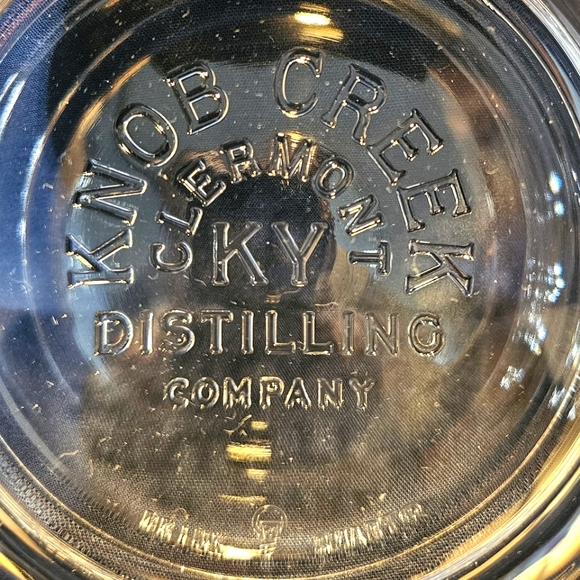 KNOB CREEK
CLERMONT
KY
DISTILLING
COMPANY